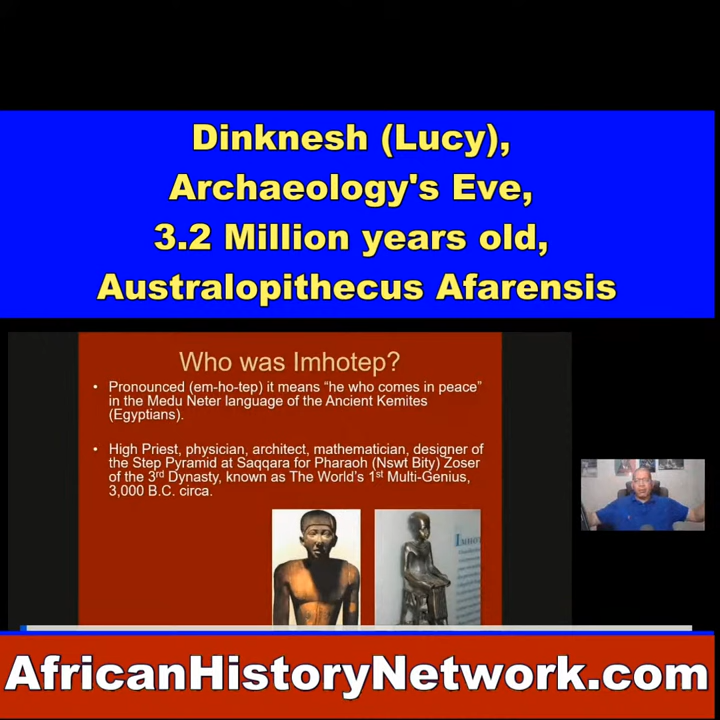 Dinknesh (Lucy),
Archaeology's Eve,
3.2 Million years old,
Australopithecus Afarensis
Who was Imhotep?
• Pronounced (em-ho-tep) it means “he who comes in peace”
in the Medu Neter language of the Ancient Kemites
(Egyptians).
• High Priest, physician, architect, mathematician, designer of
the Step Pyramid at Saqqara for Pharaoh (Nswt Bity) Zoser
of the 3rd Dynasty, known as The World’s 1st Multi-Genius,
3,000 B.C. circa.
AfricanHistoryNetwork.com